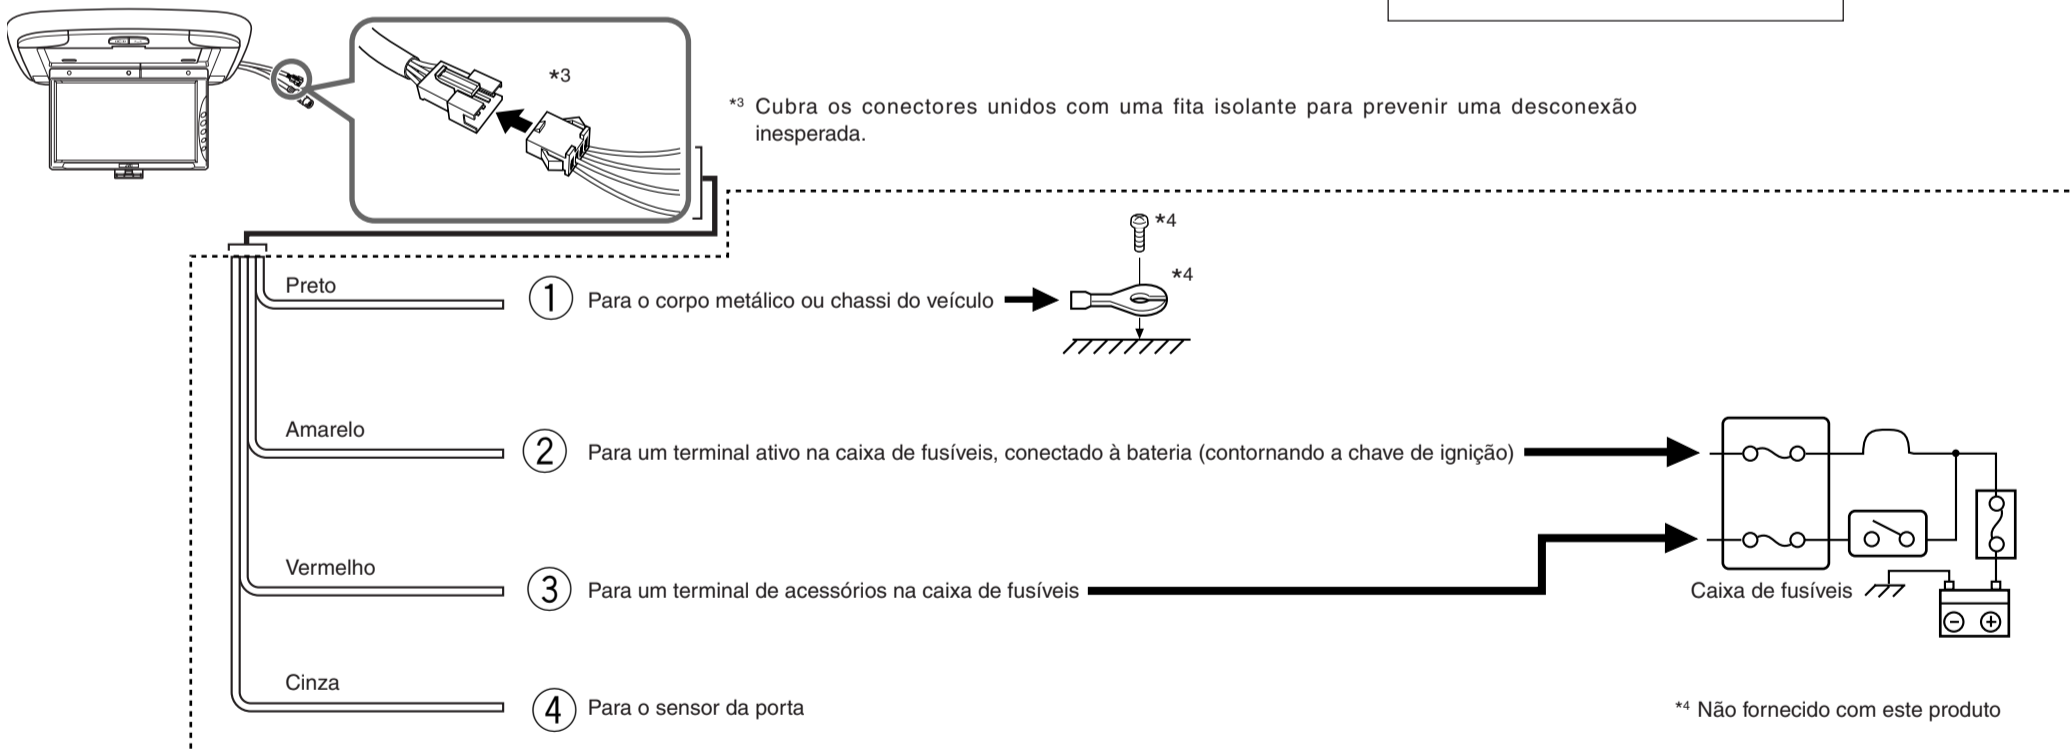 *3
*3 Cubra os conectores unidos com uma fita isolante para prevenir uma desconexão
inesperada.
*4
*4
Preto
1 Para o corpo metálico ou chassi do veículo
Amarelo
2 Para um terminal ativo na caixa de fusíveis, conectado à bateria (contornando a chave de ignição)
Vermelho
3 Para um terminal de acessórios na caixa de fusíveis
Caixa de fusíveis
− +
Cinza
4 Para o sensor da porta
*4 Não fornecido com este produto